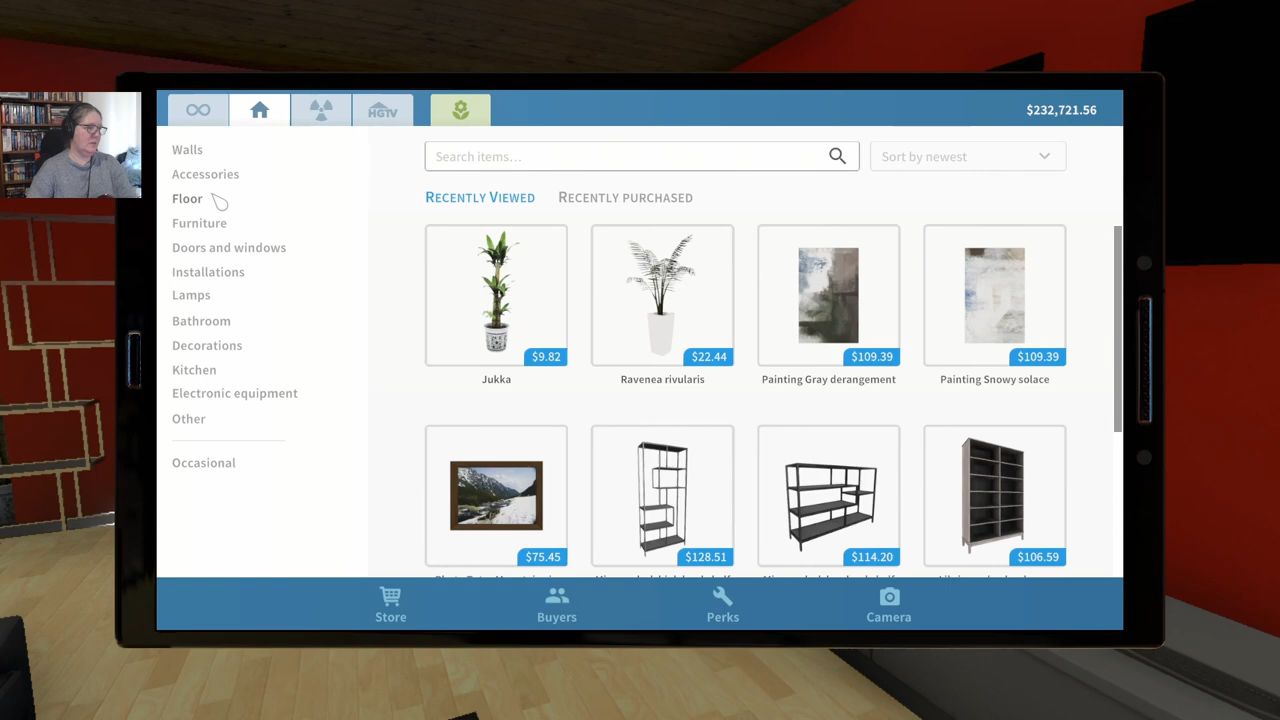 HGTV
$232,721.56
Search items...
Sort by newest
Walls
Accessories
Floor
Furniture
Doors and windows
Installations
Lamps
Bathroom
Decorations
Kitchen
Electronic equipment
Other
Occasional
RECENTLY VIEWED
RECENTLY PURCHASED
$9.82
$22.44
$109.39
$109.39
Jukka
Ravenea rivularis
Painting Gray derangement
Painting Snowy solace
$75.45
$128.51
$114.20
$106.59
Store
Buyers
Perks
Camera